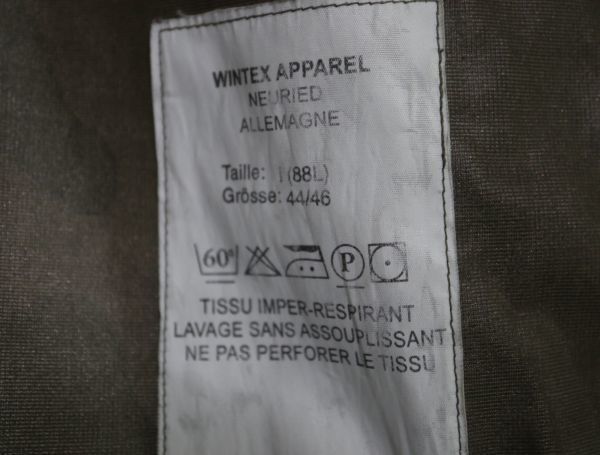 WINTEX APPAREL
NEURIED
ALLEMAGNE
Taille: (88L)
Grösse: 44/46
60° P
TISSU IMPER-RESPIRANT
LAVAGE SANS ASSOUPLISSANT
NE PAS PERFORER LE TISSU